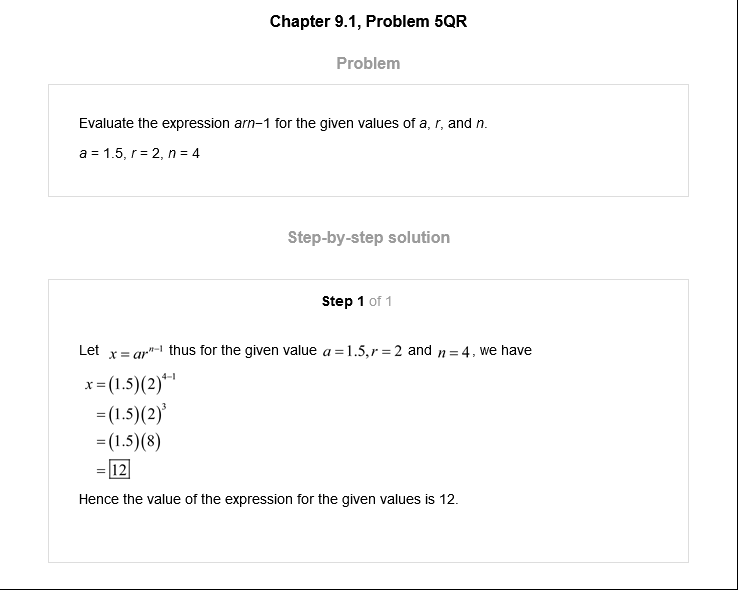 Chapter 9.1, Problem 5QR
Problem
Evaluate the expression arn−1 for the given values of a, r, and n.
a = 1.5, r = 2, n = 4
Step-by-step solution
Step 1 of 1
Let x = arⁿ⁻¹ thus for the given value a = 1.5, r = 2 and n = 4, we have
x = (1.5)(2)⁴⁻¹
= (1.5)(2)³
= (1.5)(8)
= 12
Hence the value of the expression for the given values is 12.